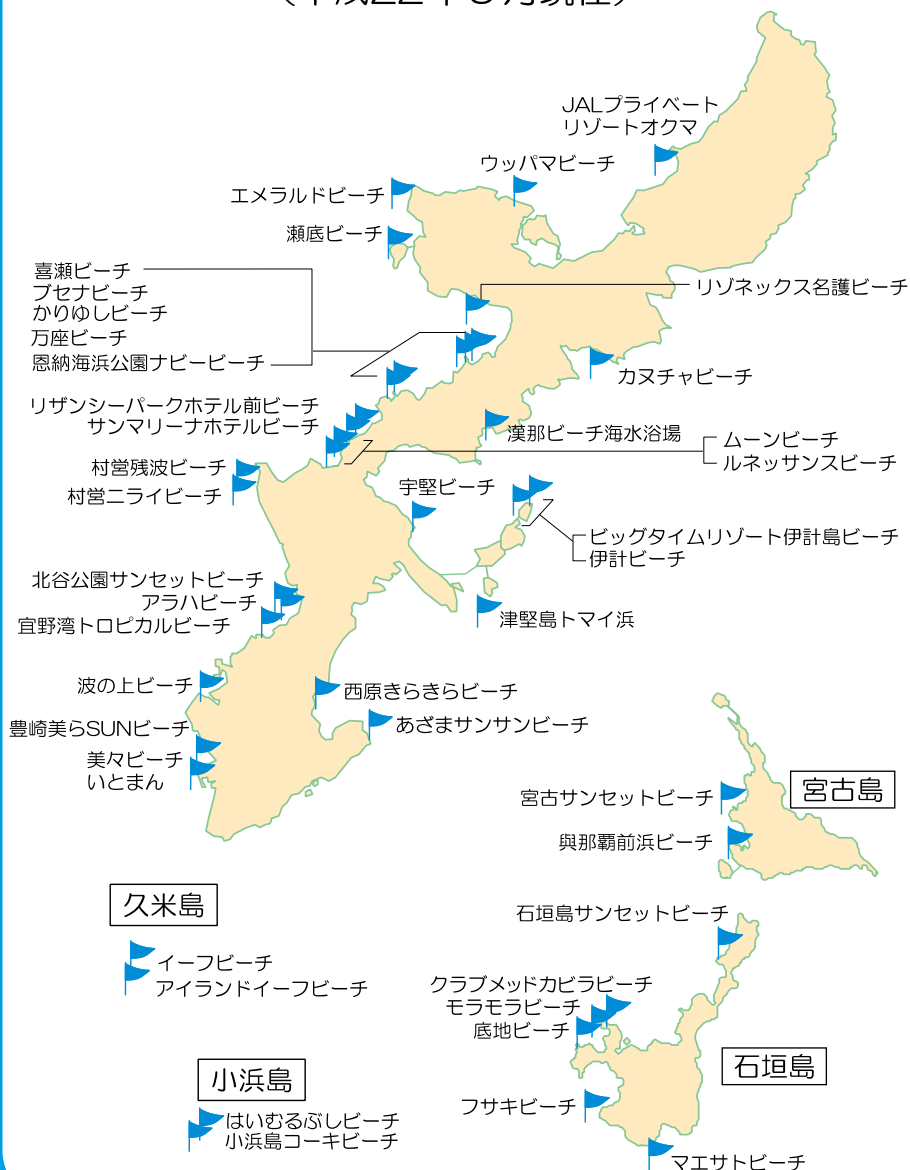 JALプライベート
リゾートオクマ
ウッパマビーチ
エメラルドビーチ
瀬底ビーチ
喜瀬ビーチ
ブセナビーチ
かりゆしビーチ
万座ビーチ
恩納海浜公園ナビービーチ
リゾネックス名護ビーチ
カヌチャビーチ
リザンシーパークホテル前ビーチ
サンマリーナホテルビーチ
漢那ビーチ海水浴場
ムーンビーチ
ルネッサンスビーチ
村営残波ビーチ
村営ニライビーチ
宇堅ビーチ
ビッグタイムリゾート伊計島ビーチ
伊計ビーチ
北谷公園サンセットビーチ
アラハビーチ
宜野湾トロピカルビーチ
津堅島トマイ浜
波の上ビーチ
西原きらきらビーチ
豊崎美らSUNビーチ
あざまサンサンビーチ
美々ビーチ
いとまん
宮古島
宮古サンセットビーチ
與那覇前浜ビーチ
久米島
イーフビーチ
アイランドイーフビーチ
石垣島サンセットビーチ
クラブメッドカビラビーチ
モラモラビーチ
底地ビーチ
石垣島
フサキビーチ
マエサトビーチ
小浜島
はいむるぶしビーチ
小浜島コーキビーチ